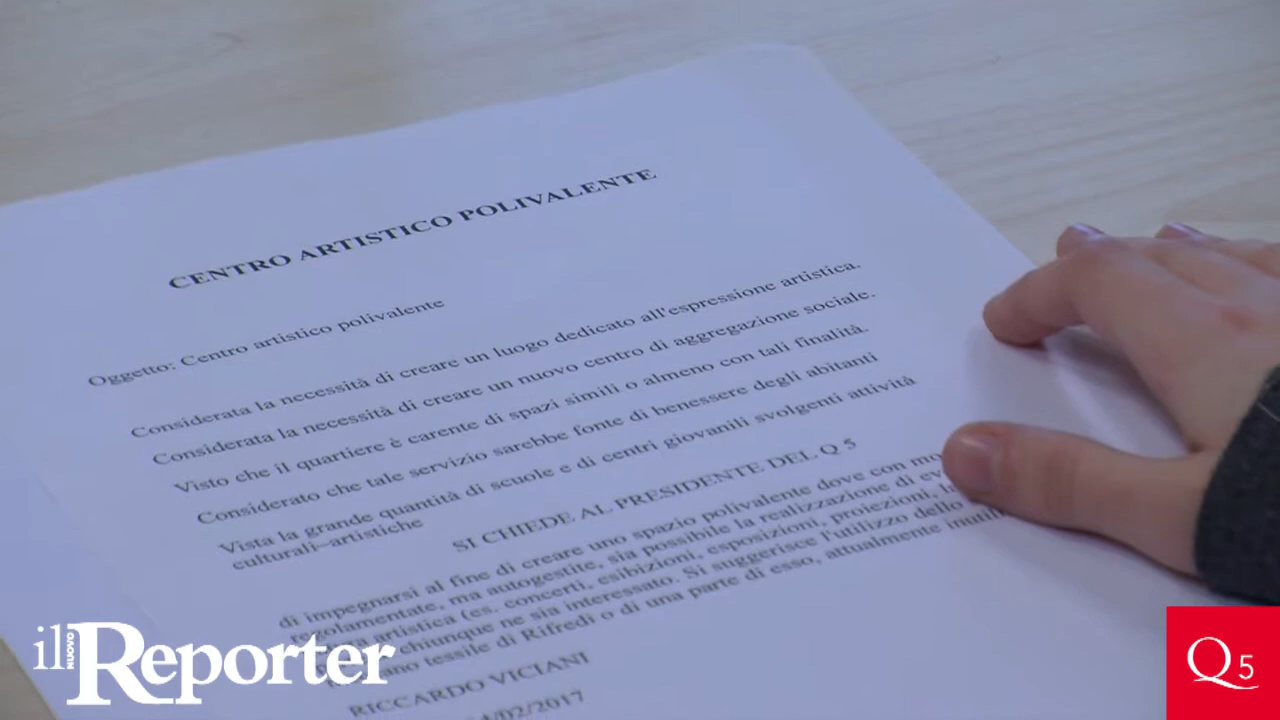 CENTRO ARTISTICO POLIVALENTE
Oggetto: Centro artistico polivalente
Considerata la necessità di creare un luogo dedicato all'espressione artistica.
Considerata la necessità di creare un nuovo centro di aggregazione sociale.
Visto che il quartiere è carente di spazi simili o almeno con tali finalità.
Considerato che tale servizio sarebbe fonte di benessere degli abitanti
Vista la grande quantità di scuole e di centri giovanili svolgenti attività
culturali–artistiche
SI CHIEDE AL PRESIDENTE DEL Q 5
di impegnarsi al fine di creare uno spazio polivalente dove con
regolamentate, ma autogestite, sia possibile la realizzazione di
artistica (es. concerti, esibizioni, esposizioni, proiezioni,
chiunque ne sia interessato. Si suggerisce l'utilizzo dello
tessile di Rifredi o di una parte di esso, attualmente
RICCARDO VICIANI
/02/2017
il NUOVO Reporter
Q 5